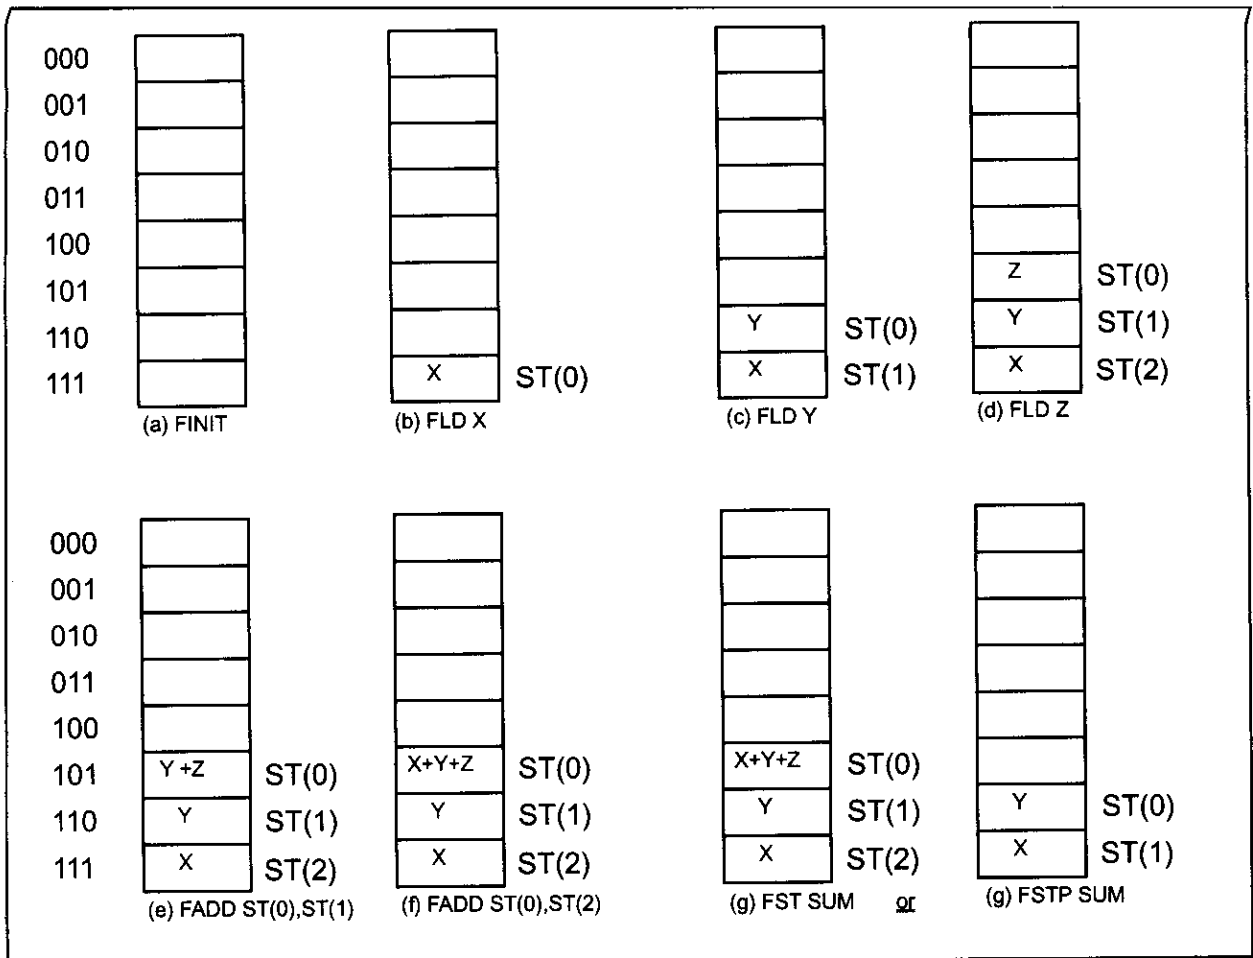 000
001
010
011
100
101
110
111
X ST(0)
Y ST(0)
X ST(1)
Z ST(0)
Y ST(1)
X ST(2)
(a) FINIT
(b) FLD X
(c) FLD Y
(d) FLD Z
000
001
010
011
100
101
110
111
Y +Z ST(0)
Y ST(1)
X ST(2)
X+Y+Z ST(0)
Y ST(1)
X ST(2)
X+Y+Z ST(0)
Y ST(1)
X ST(2)
Y ST(0)
X ST(1)
(e) FADD ST(0),ST(1)
(f) FADD ST(0),ST(2)
(g) FST SUM or
(g) FSTP SUM